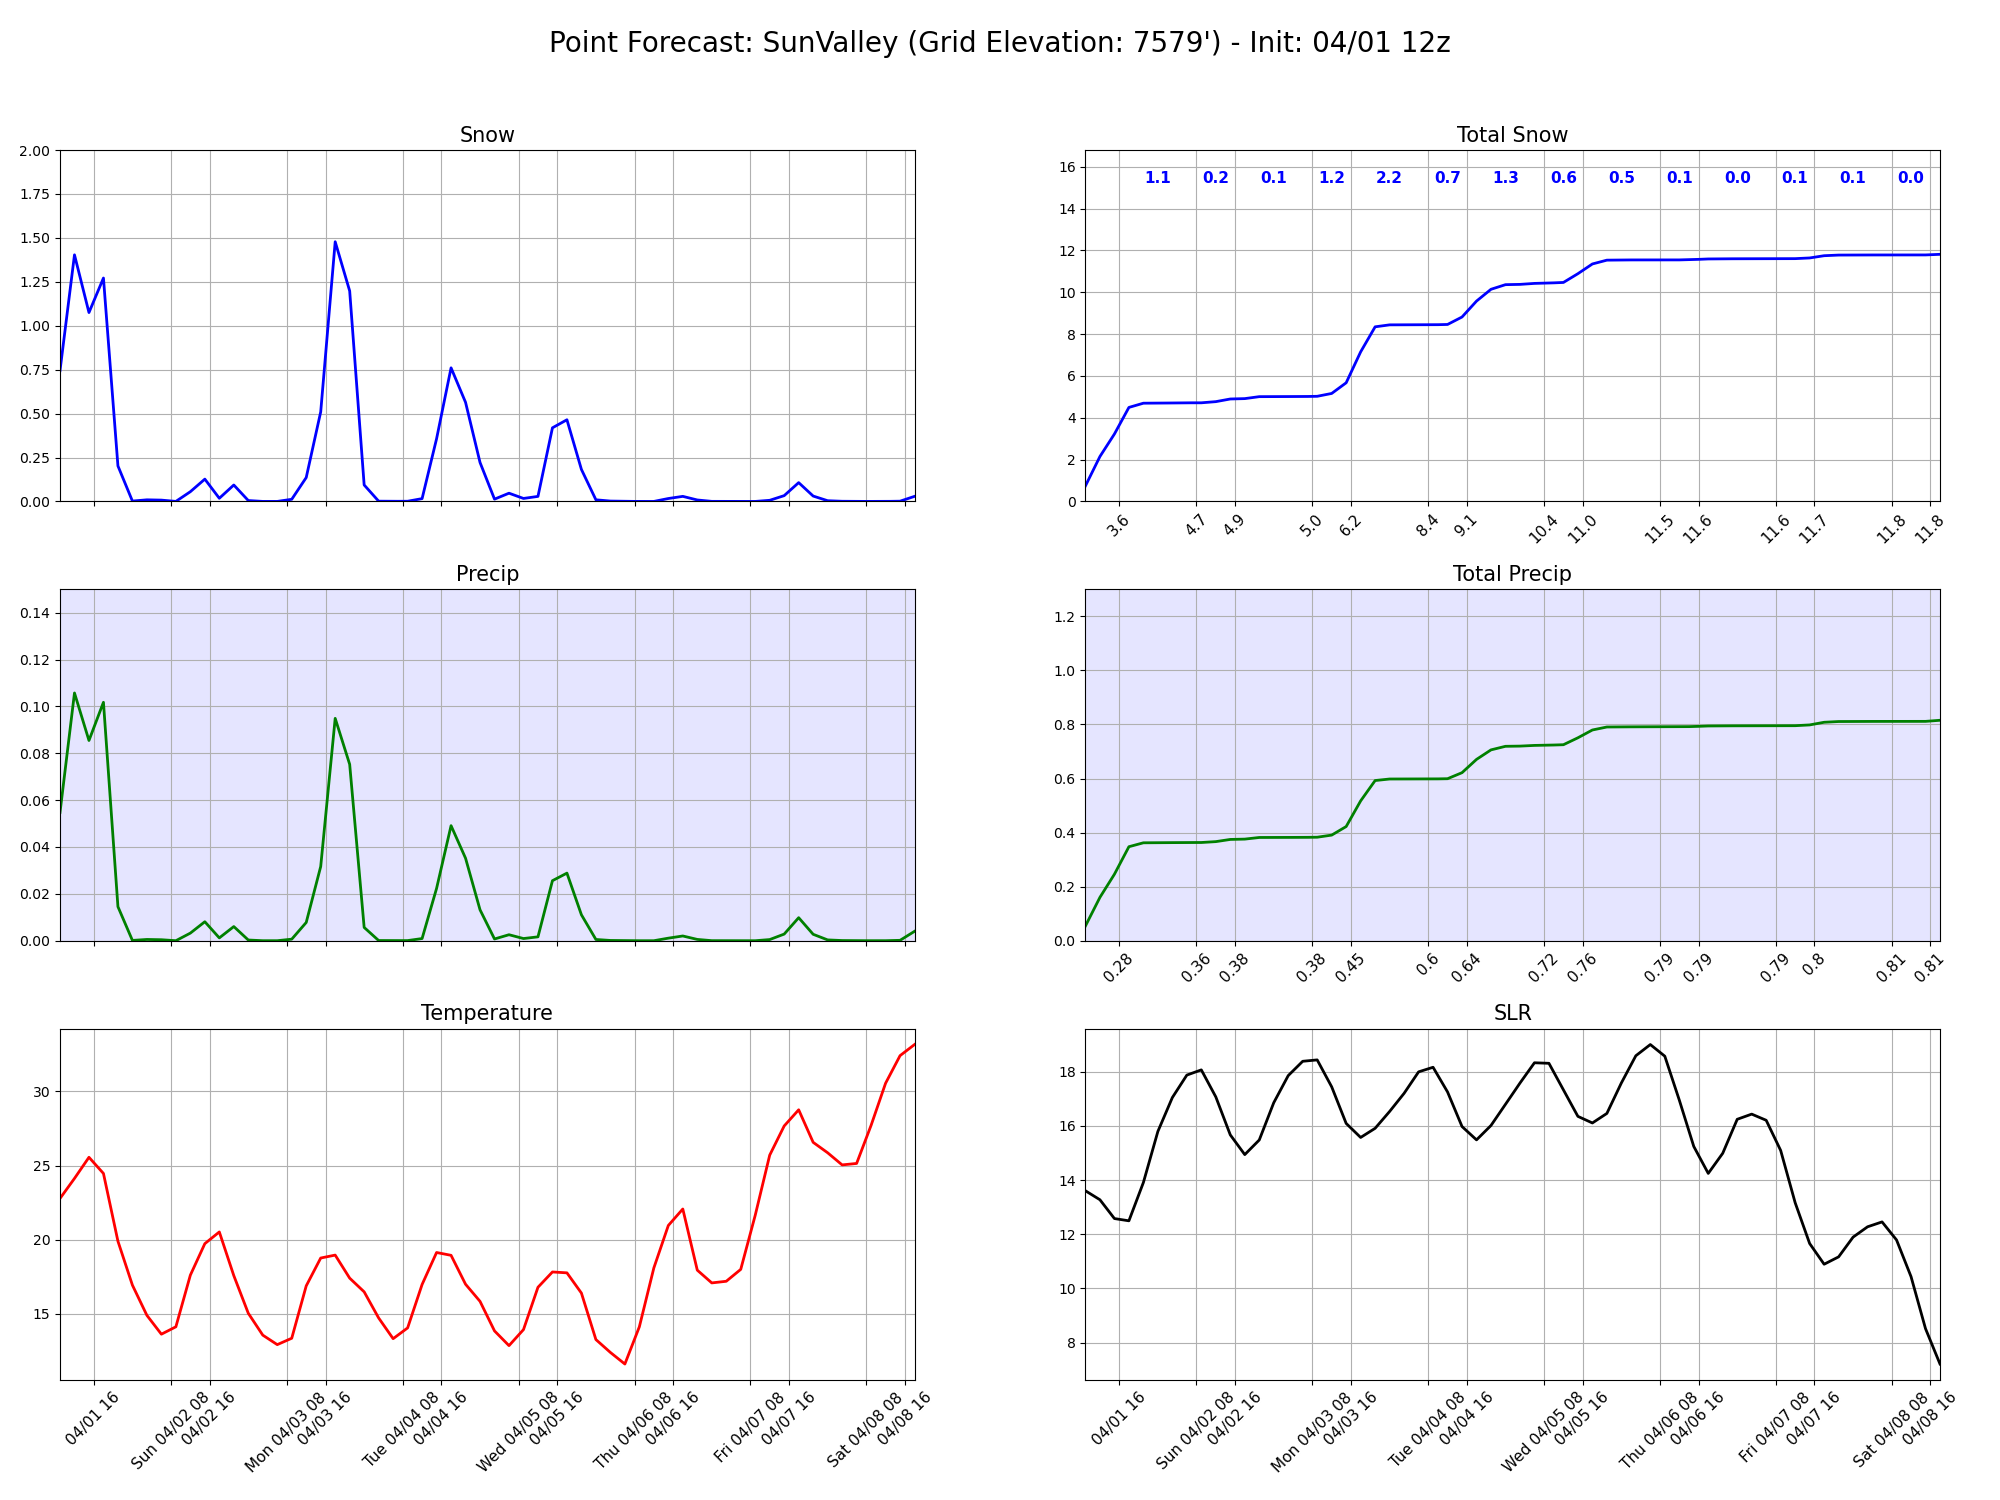 Point Forecast: SunValley (Grid Elevation: 7579') - Init: 04/01 12z
Snow
2.00
1.75
1.50
1.25
1.00
0.75
0.50
0.25
0.00
Total Snow
16
14
12
10
8
6
4
2
0
1.1 0.2 0.1 1.2 2.2 0.7 1.3 0.6 0.5 0.1 0.0 0.1 0.1 0.0
3.6 4.7 4.9 5.0 6.2 8.4 9.1 10.4 11.0 11.5 11.6 11.6 11.7 11.8 11.8
Precip
0.14
0.12
0.10
0.08
0.06
0.04
0.02
0.00
Total Precip
1.2
1.0
0.8
0.6
0.4
0.2
0.0
0.28 0.36 0.38 0.38 0.45 0.6 0.64 0.72 0.76 0.79 0.79 0.79 0.8 0.81 0.81
Temperature
30
25
20
15
04/01 16
Sun 04/02 08
04/02 16
Mon 04/03 08
04/03 16
Tue 04/04 08
04/04 16
Wed 04/05 08
04/05 16
Thu 04/06 08
04/06 16
Fri 04/07 08
04/07 16
Sat 04/08 08
04/08 16
SLR
18
16
14
12
10
8
04/01 16
Sun 04/02 08
04/02 16
Mon 04/03 08
04/03 16
Tue 04/04 08
04/04 16
Wed 04/05 08
04/05 16
Thu 04/06 08
04/06 16
Fri 04/07 08
04/07 16
Sat 04/08 08
04/08 16